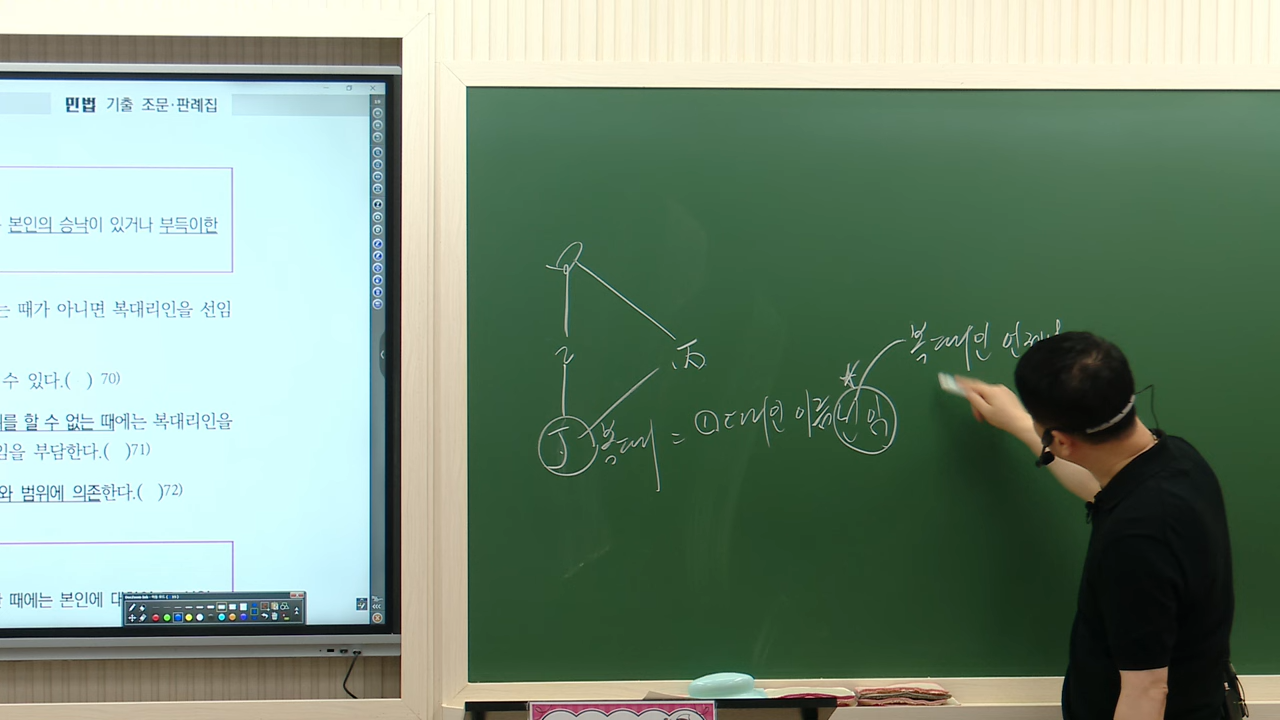 민법 기출 조문·판례집
본인의 승낙이 있거나 부득이한
는 때가 아니면 복대리인을 선임
수 있다.( ) 70)
를 할 수 없는 때에는 복대리인을
임을 부담한다.( )71)
와 범위에 의존한다.( )72)
때에는 본인에
乙
丙
복대 = ① 대인 이름 선임
복대인 언제나